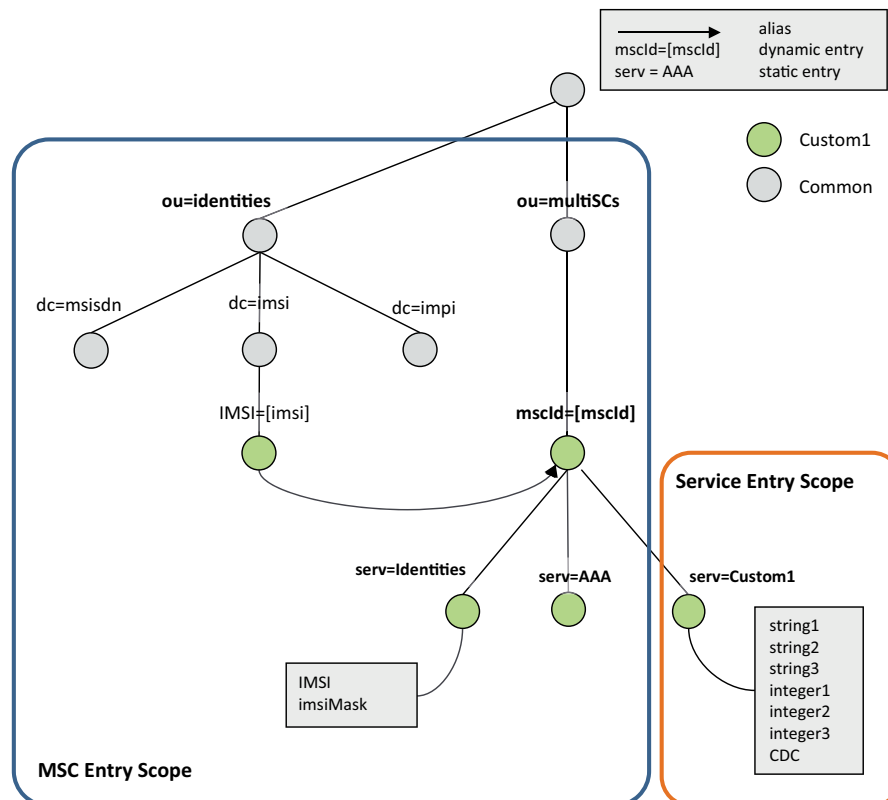 alias
mscId=[mscId] dynamic entry
serv = AAA static entry
Custom1
Common
ou=identities
ou=multiSCs
dc=msisdn
dc=imsi
dc=impi
IMSI=[imsi]
mscId=[mscId]
Service Entry Scope
serv=Identities
serv=AAA
serv=Custom1
IMSI
imsiMask
string1
string2
string3
integer1
integer2
integer3
CDC
MSC Entry Scope